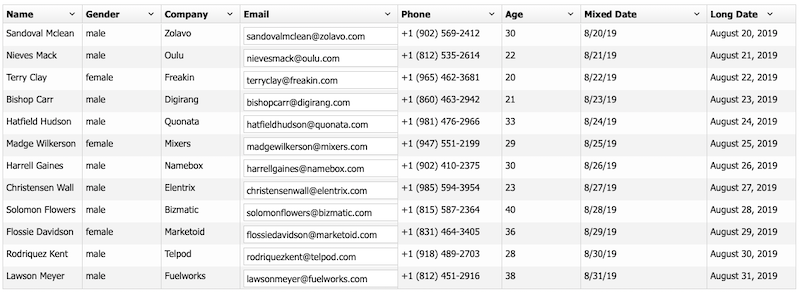 Name Gender Company Email Phone Age Mixed Date Long Date
Sandoval Mclean male Zolavo sandovalmclean@zolavo.com +1 (902) 569-2412 30 8/20/19 August 20, 2019
Nieves Mack male Oulu nievesmack@oulu.com +1 (812) 535-2614 22 8/21/19 August 21, 2019
Terry Clay female Freakin terryclay@freakin.com +1 (965) 462-3681 20 8/22/19 August 22, 2019
Bishop Carr male Digirang bishopcarr@digirang.com +1 (860) 463-2942 21 8/23/19 August 23, 2019
Hatfield Hudson male Quonata hatfieldhudson@quonata.com +1 (981) 476-2966 33 8/24/19 August 24, 2019
Madge Wilkerson female Mixers madgewilkerson@mixers.com +1 (947) 551-2199 29 8/25/19 August 25, 2019
Harrell Gaines male Namebox harrellgaines@namebox.com +1 (902) 410-2375 30 8/26/19 August 26, 2019
Christensen Wall male Elentrix christensenwall@elentrix.com +1 (985) 594-3954 23 8/27/19 August 27, 2019
Solomon Flowers male Bizmatic solomonflowers@bizmatic.com +1 (815) 587-2364 40 8/28/19 August 28, 2019
Flossie Davidson female Marketoid flossiedavidson@marketoid.com +1 (831) 464-3405 36 8/29/19 August 29, 2019
Rodriquez Kent male Telpod rodriquezkent@telpod.com +1 (918) 489-2703 28 8/30/19 August 30, 2019
Lawson Meyer male Fuelworks lawsonmeyer@fuelworks.com +1 (812) 451-2916 38 8/31/19 August 31, 2019